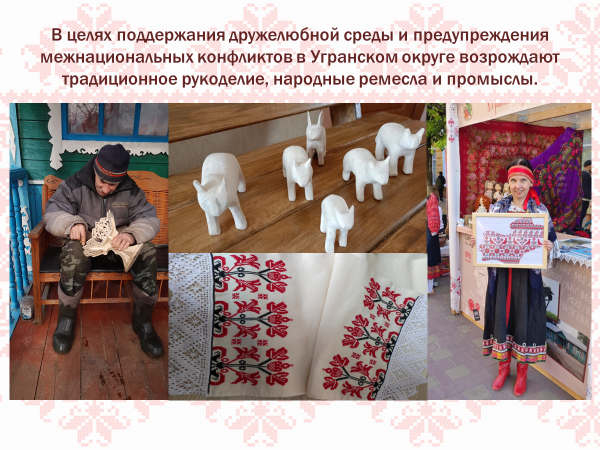 В целях поддержания дружелюбной среды и предупреждения
межнациональных конфликтов в Угранском округе возрождают
традиционное рукоделие, народные ремесла и промыслы.